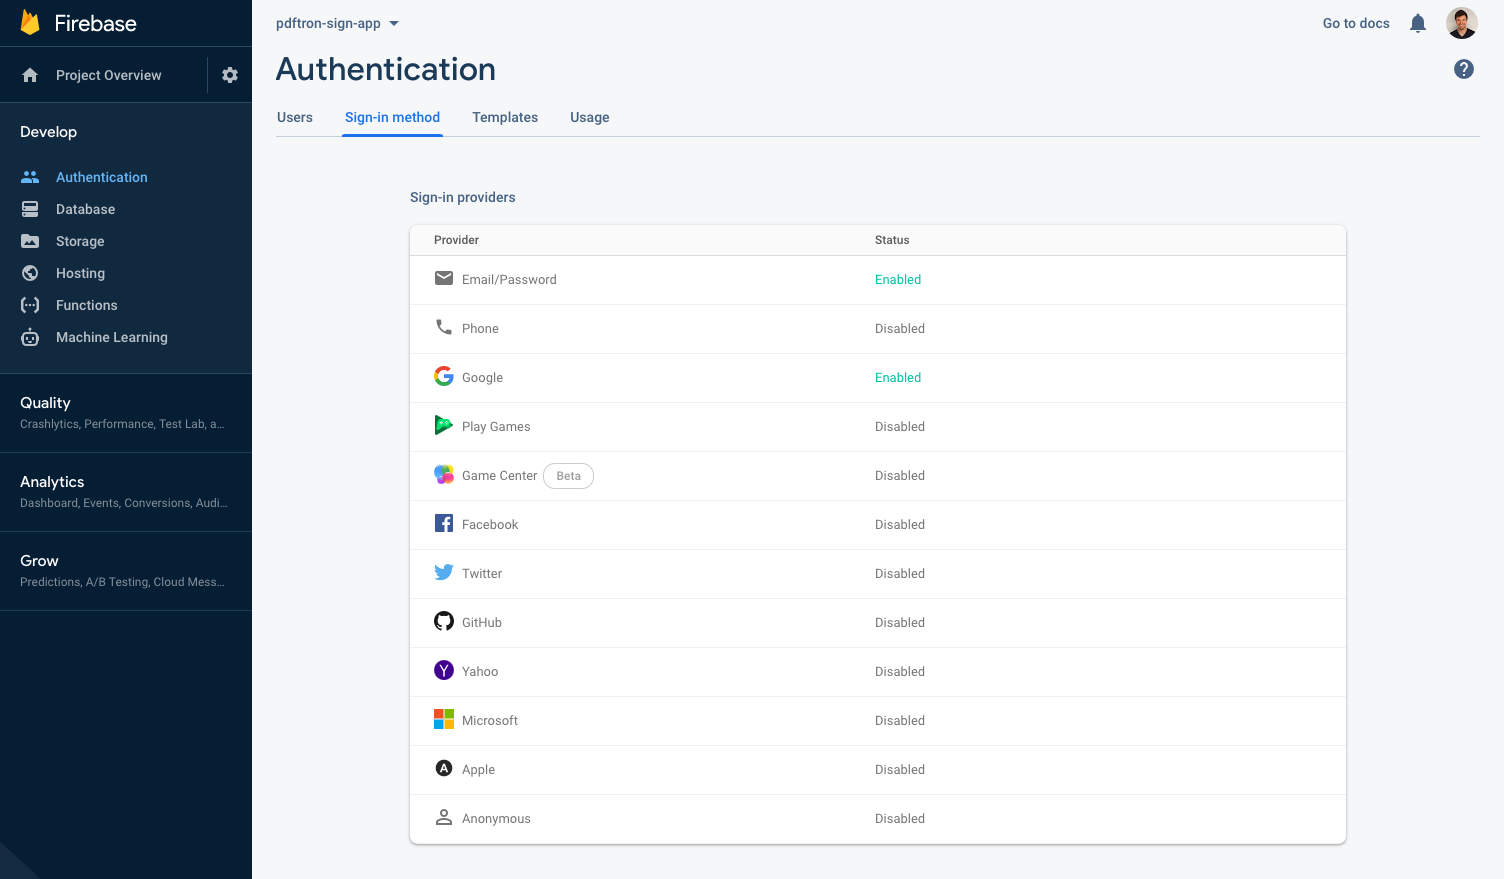 Firebase
Project Overview
Develop
Authentication
Database
Storage
Hosting
Functions
Machine Learning
Quality
Crashlytics, Performance, Test Lab, a...
Analytics
Dashboard, Events, Conversions, Audi...
Grow
Predictions, A/B Testing, Cloud Mess...
pdftron-sign-app
Go to docs
Authentication
Users Sign-in method Templates Usage
Sign-in providers
Provider Status
Email/Password Enabled
Phone Disabled
Google Enabled
Play Games Disabled
Game Center Beta Disabled
Facebook Disabled
Twitter Disabled
GitHub Disabled
Yahoo Disabled
Microsoft Disabled
Apple Disabled
Anonymous Disabled